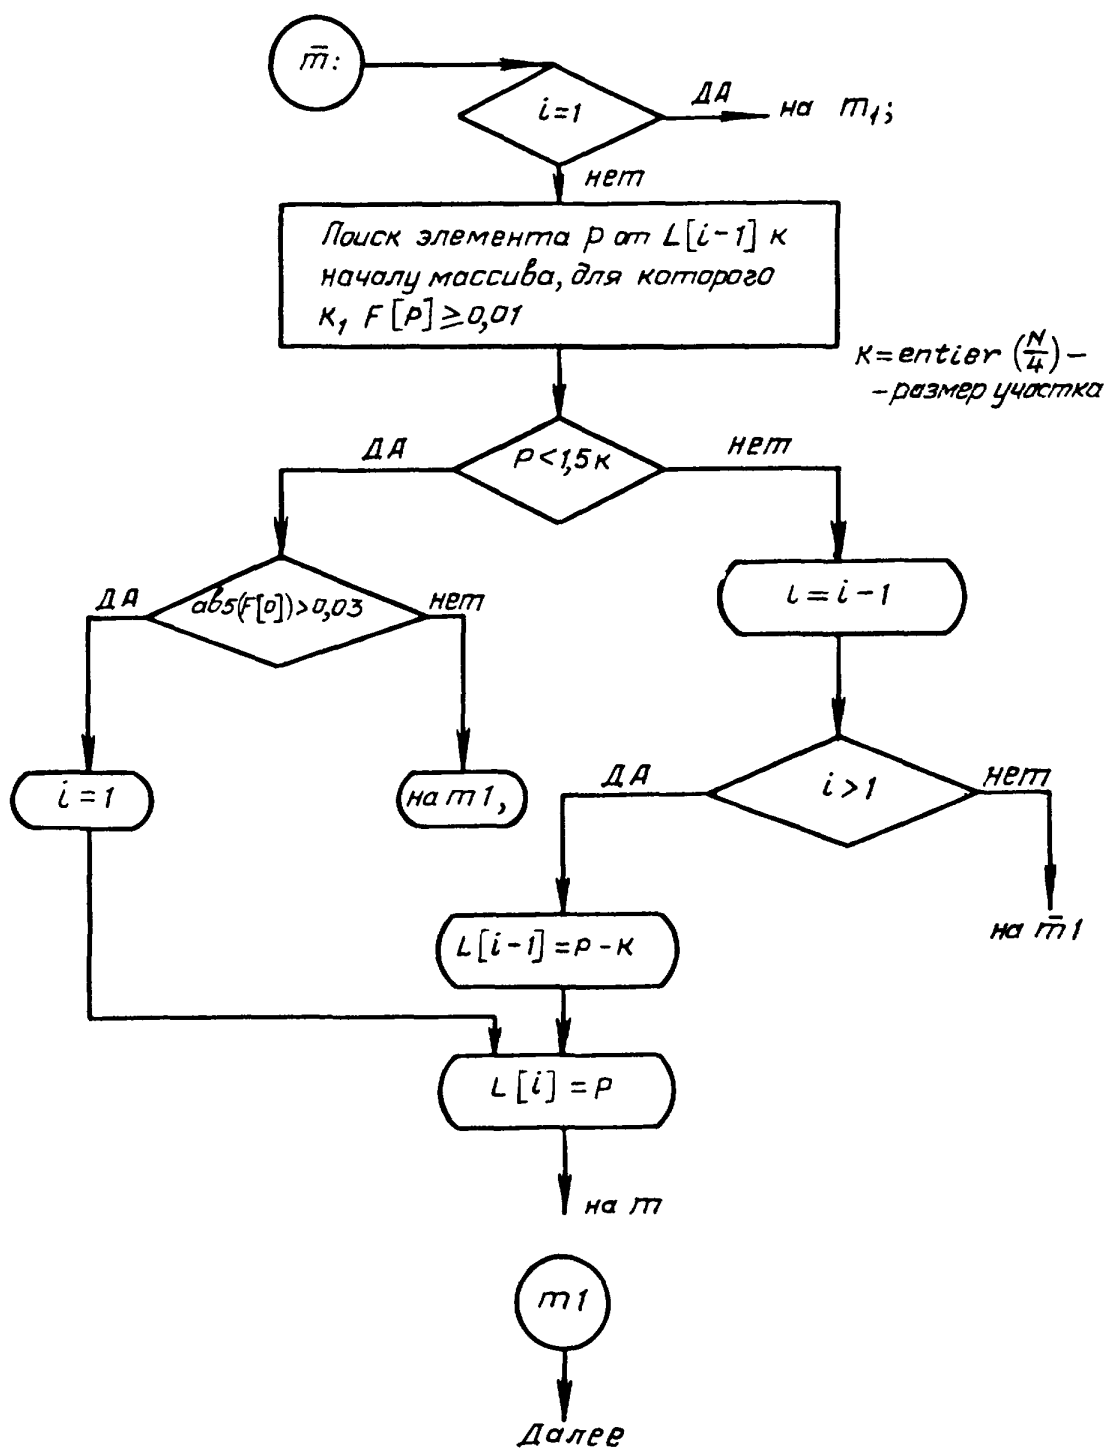 m̄:
i=1
ДА
на m₁;
нет
Поиск элемента р от L[i-1] к
началу массива, для которого
к₁ F[р]≥0,01
к=entier (N/4)–
–размер участка
ДА
р<1,5к
нет
ДА
abs(F[0])>0,03
нет
i=i-1
i=1
на m1,
ДА
i>1
нет
L[i-1]=р-к
на m̄1
L[i]=р
на m
m1
Далее